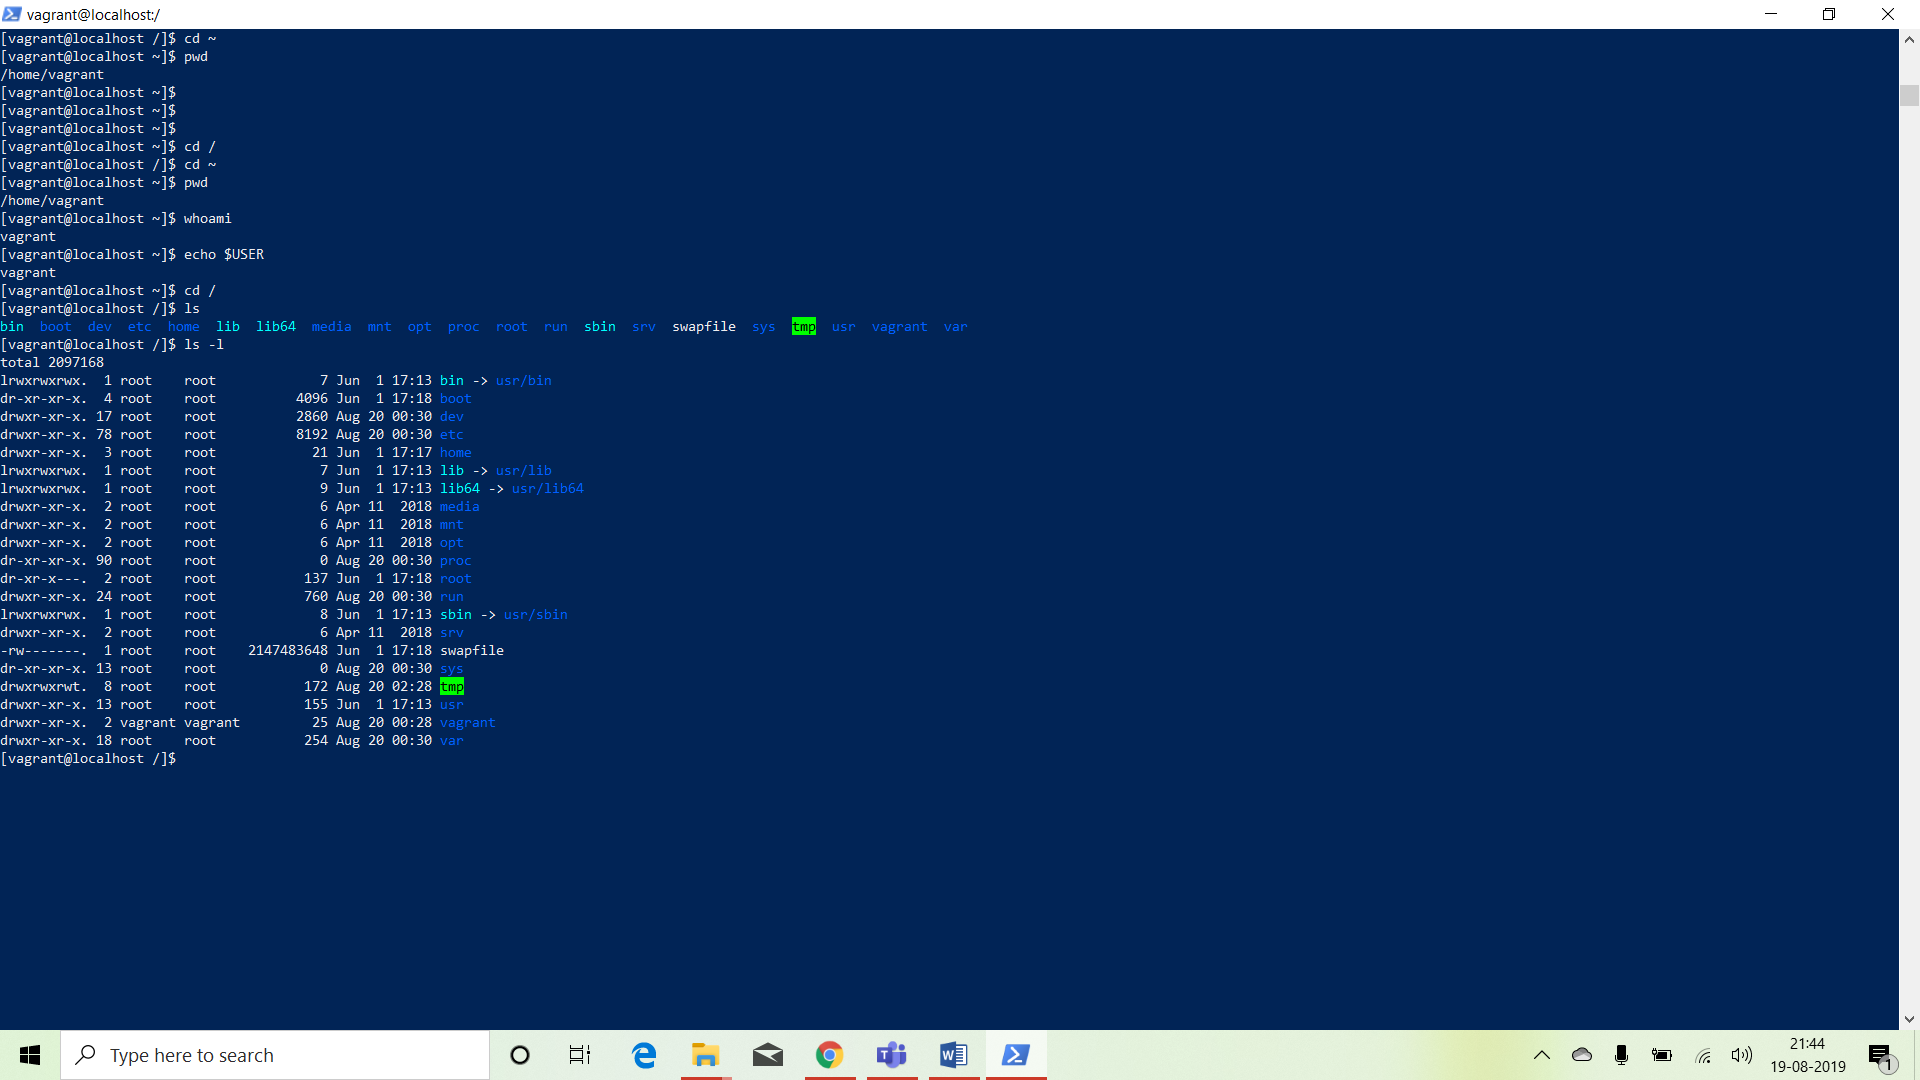 vagrant@localhost:/
[vagrant@localhost /]$ cd ~
[vagrant@localhost ~]$ pwd
/home/vagrant
[vagrant@localhost ~]$
[vagrant@localhost ~]$
[vagrant@localhost ~]$
[vagrant@localhost ~]$ cd /
[vagrant@localhost /]$ cd ~
[vagrant@localhost ~]$ pwd
/home/vagrant
[vagrant@localhost ~]$ whoami
vagrant
[vagrant@localhost ~]$ echo $USER
vagrant
[vagrant@localhost ~]$ cd /
[vagrant@localhost /]$ ls
bin  boot  dev  etc  home  lib  lib64  media  mnt  opt  proc  root  run  sbin  srv  swapfile  sys  tmp  usr  vagrant  var
[vagrant@localhost /]$ ls -l
total 2097168
lrwxrwxrwx.  1 root    root             7 Jun  1 17:13 bin -> usr/bin
dr-xr-xr-x.  4 root    root          4096 Jun  1 17:18 boot
drwxr-xr-x. 17 root    root          2860 Aug 20 00:30 dev
drwxr-xr-x. 78 root    root          8192 Aug 20 00:30 etc
drwxr-xr-x.  3 root    root            21 Jun  1 17:17 home
lrwxrwxrwx.  1 root    root             7 Jun  1 17:13 lib -> usr/lib
lrwxrwxrwx.  1 root    root             9 Jun  1 17:13 lib64 -> usr/lib64
drwxr-xr-x.  2 root    root             6 Apr 11  2018 media
drwxr-xr-x.  2 root    root             6 Apr 11  2018 mnt
drwxr-xr-x.  2 root    root             6 Apr 11  2018 opt
dr-xr-xr-x. 90 root    root             0 Aug 20 00:30 proc
dr-xr-x---.  2 root    root           137 Jun  1 17:18 root
drwxr-xr-x. 24 root    root           760 Aug 20 00:30 run
lrwxrwxrwx.  1 root    root             8 Jun  1 17:13 sbin -> usr/sbin
drwxr-xr-x.  2 root    root             6 Apr 11  2018 srv
-rw-------.  1 root    root    2147483648 Jun  1 17:18 swapfile
dr-xr-xr-x. 13 root    root             0 Aug 20 00:30 sys
drwxrwxrwt.  8 root    root           172 Aug 20 02:28 tmp
drwxr-xr-x. 13 root    root           155 Jun  1 17:13 usr
drwxr-xr-x.  2 vagrant vagrant         25 Aug 20 00:28 vagrant
drwxr-xr-x. 18 root    root           254 Aug 20 00:30 var
[vagrant@localhost /]$
Type here to search
21:44
19-08-2019
1